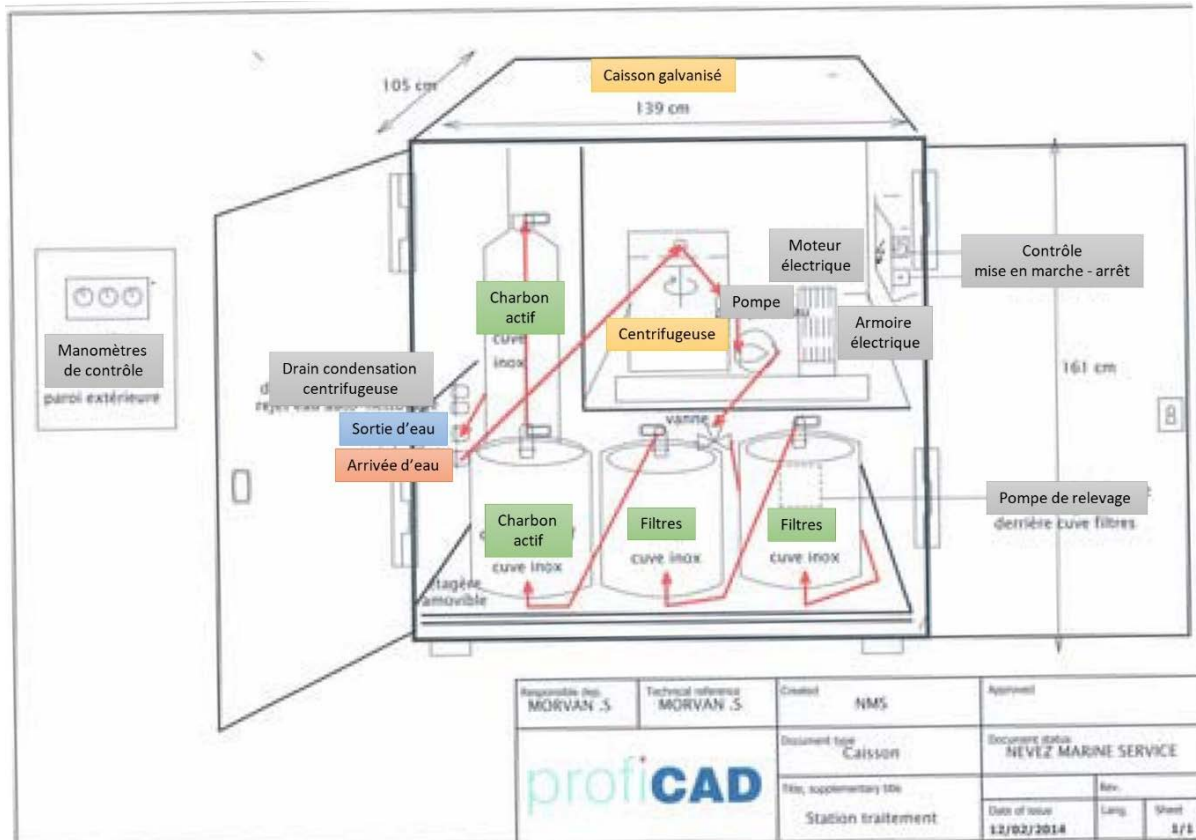 Caisson galvanisé
105 cm
139 cm
Moteur
électrique
Contrôle
mise en marche - arrêt
Pompe
Charbon
actif
cuve
inox
Centrifugeuse
Armoire
électrique
Manomètres
de contrôle
paroi extérieure
Drain condensation
centrifugeuse
161 cm
Sortie d'eau
vanne
Arrivée d'eau
Charbon
actif
cuve inox
Filtres
cuve inox
Filtres
cuve inox
Pompe de relevage
derrière cuve filtres
étagère
amovible
Responsible dep.
MORVAN .S
Technical reference
MORVAN .S
Created
NMS
Approved
Document type
Caisson
Document status
NEVEZ MARINE SERVICE
proficAD
Title, supplementary title
Station traitement
Rev.
Date of issue
12/02/2014
Lang.
Sheet
1/1